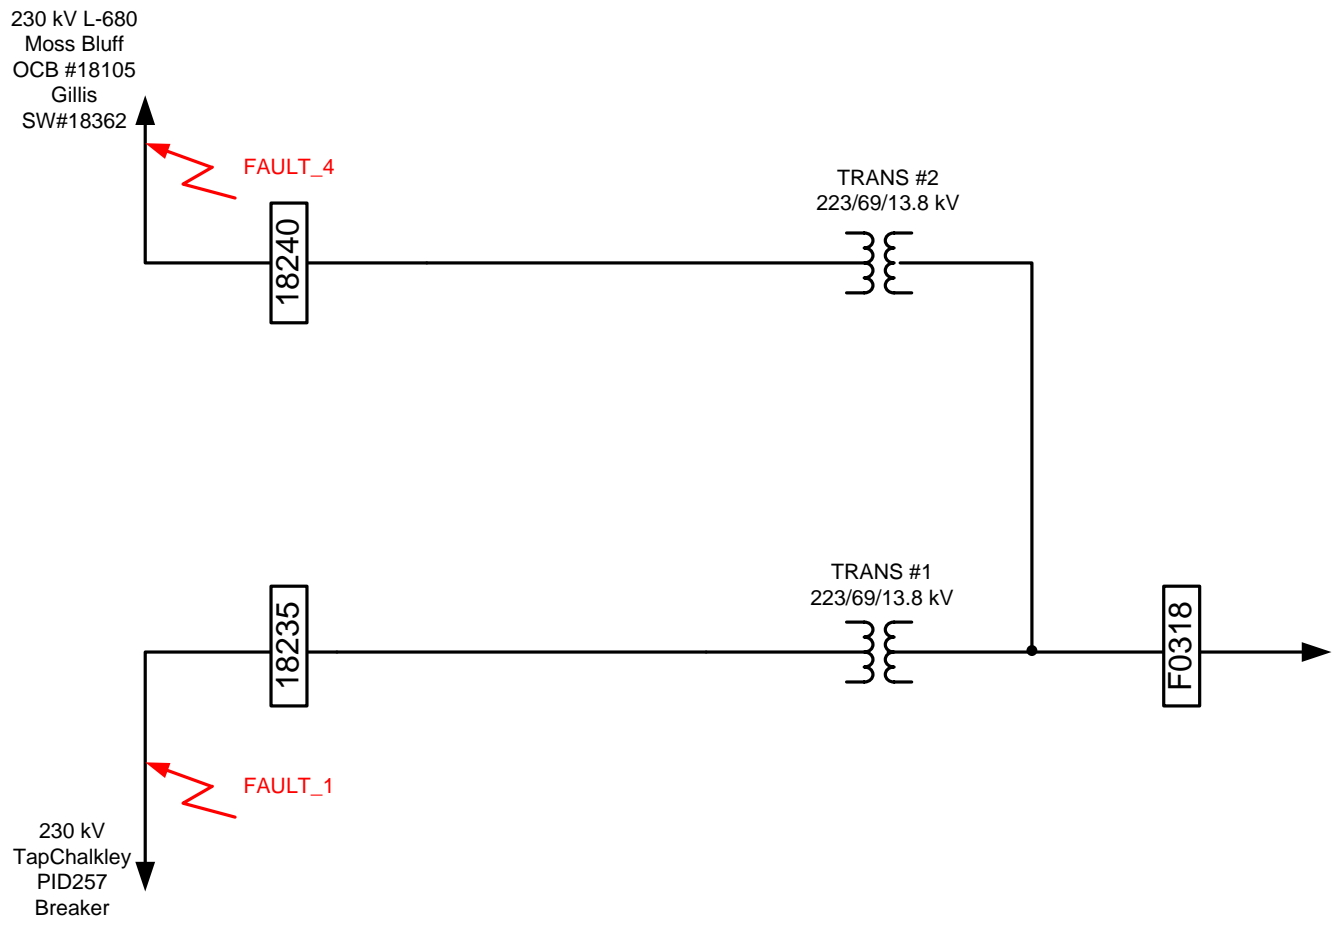 230 kV L-680
Moss Bluff
OCB #18105
Gillis
SW#18362
FAULT_4
18240
TRANS #2
223/69/13.8 kV
TRANS #1
223/69/13.8 kV
18235
F0318
FAULT_1
230 kV
TapChalkley
PID257
Breaker